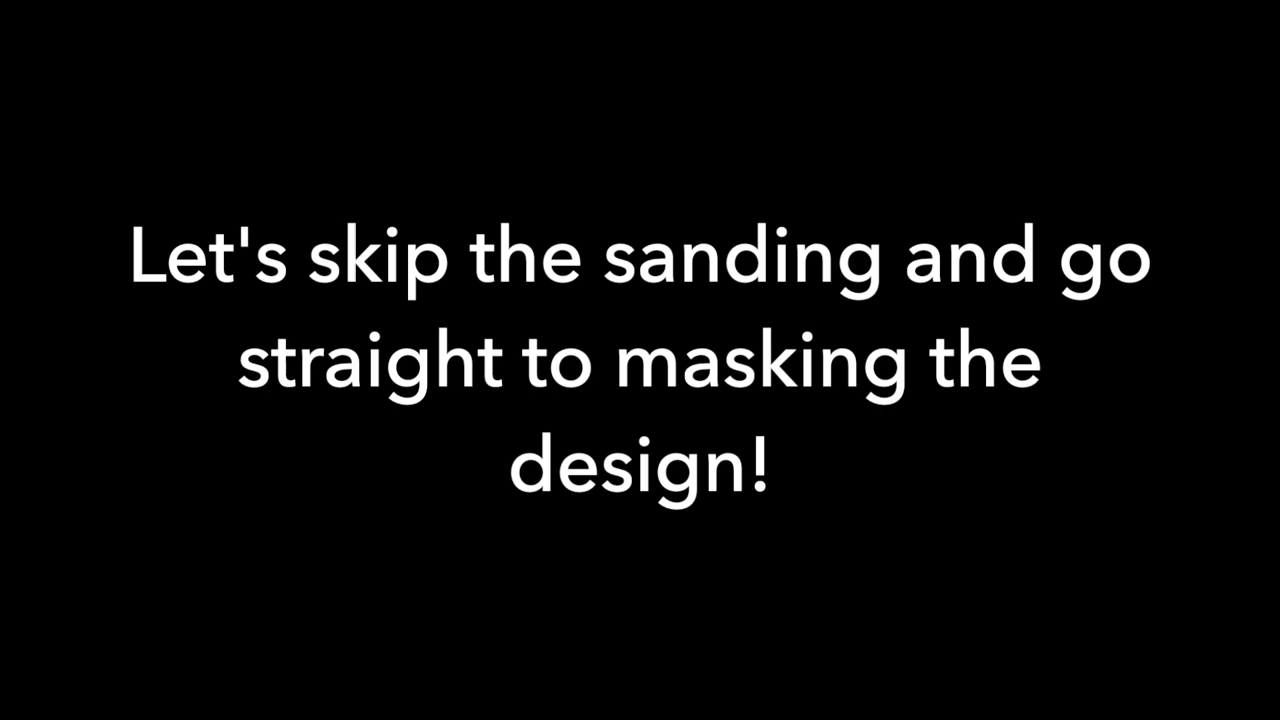 Let's skip the sanding and go
straight to masking the
design!